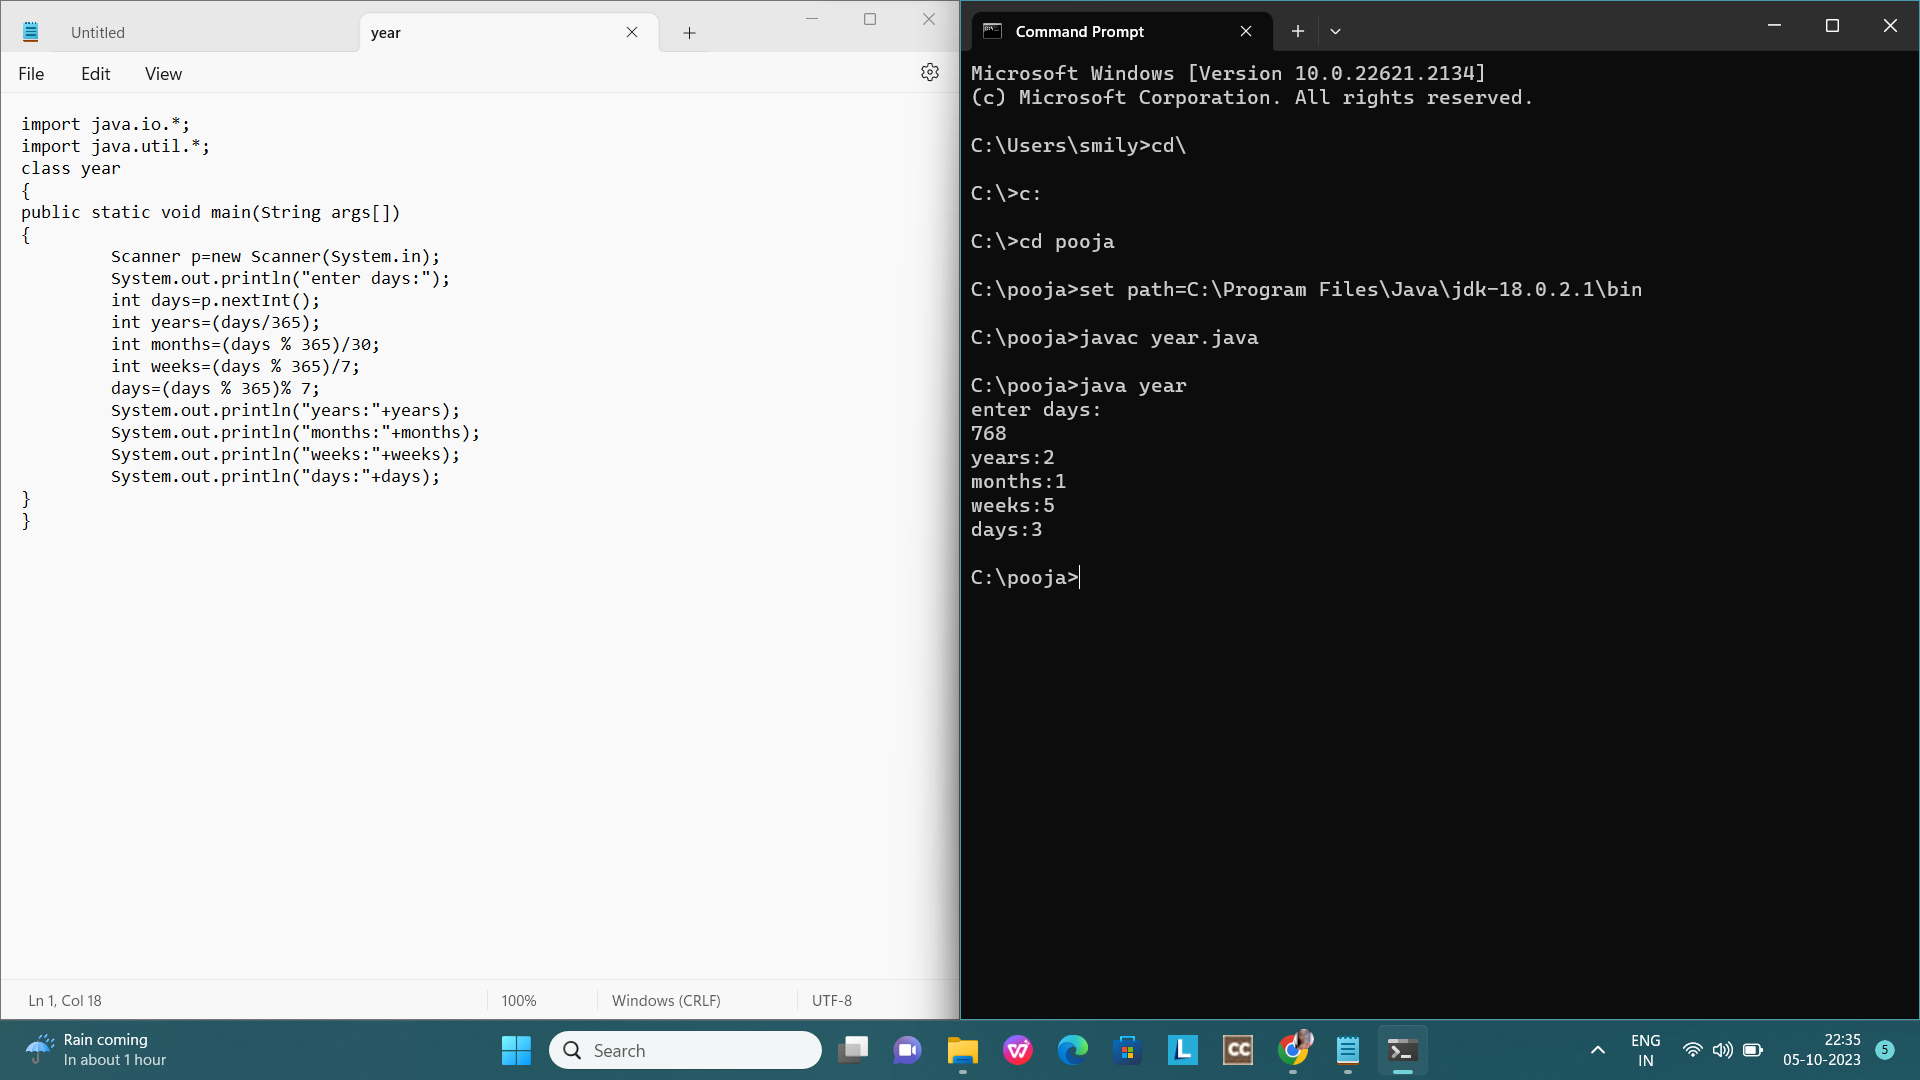 Untitled
year
File
Edit
View
import java.io.*;
import java.util.*;
class year
{
public static void main(String args[])
{
Scanner p=new Scanner(System.in);
System.out.println("enter days:");
int days=p.nextInt();
int years=(days/365);
int months=(days % 365)/30;
int weeks=(days % 365)/7;
days=(days % 365)% 7;
System.out.println("years:"+years);
System.out.println("months:"+months);
System.out.println("weeks:"+weeks);
System.out.println("days:"+days);
}
}
Ln 1, Col 18
100%
Windows (CRLF)
UTF-8
Command Prompt
Microsoft Windows [Version 10.0.22621.2134]
(c) Microsoft Corporation. All rights reserved.
C:\Users\smily>cd\
C:\>c:
C:\>cd pooja
C:\pooja>set path=C:\Program Files\Java\jdk-18.0.2.1\bin
C:\pooja>javac year.java
C:\pooja>java year
enter days:
768
years:2
months:1
weeks:5
days:3
C:\pooja>
Rain coming
In about 1 hour
Search
L
CC
ENG
IN
22:35
05-10-2023
5